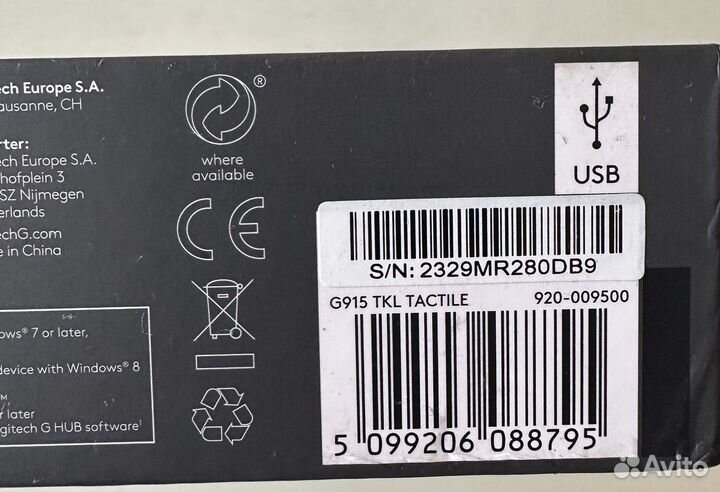 ech Europe S.A.
ausanne, CH
rter:
ech Europe S.A.
hofplein 3
SZ Nijmegen
erlands
echG.com
e in China
ows® 7 or later,
device with Windows® 8
™
r later
gitech G HUB software)
®
where
available
CE
USB
S/N: 2329MR280DB9
G915 TKL TACTILE 920-009500
5 099206 088795
Avito